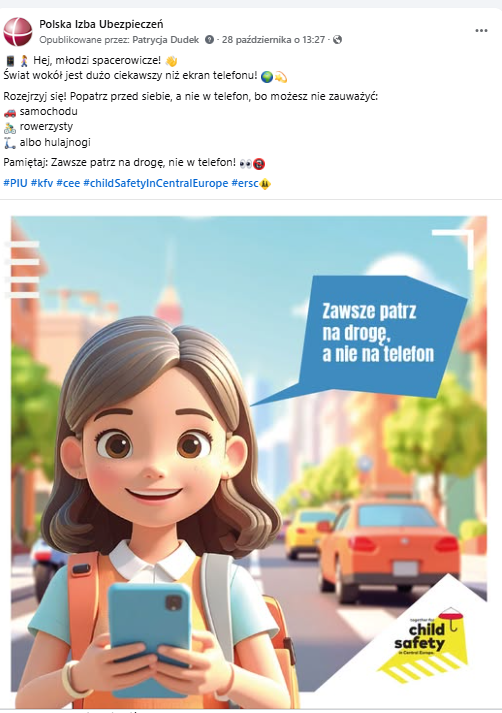 Polska Izba Ubezpieczeń
Opublikowane przez: Patrycja Dudek · 28 października o 13:27 ·
Hej, młodzi spacerowicze!
Świat wokół jest dużo ciekawszy niż ekran telefonu!
Rozejrzyj się! Popatrz przed siebie, a nie w telefon, bo możesz nie zauważyć:
samochodu
rowerzysty
albo hulajnogi
Pamiętaj: Zawsze patrz na drogę, nie w telefon!
#PIU #kfv #cee #childSafetyInCentralEurope #ersc
Zawsze patrz
na drogę,
a nie na telefon
together for
child
safety
in Central Europe